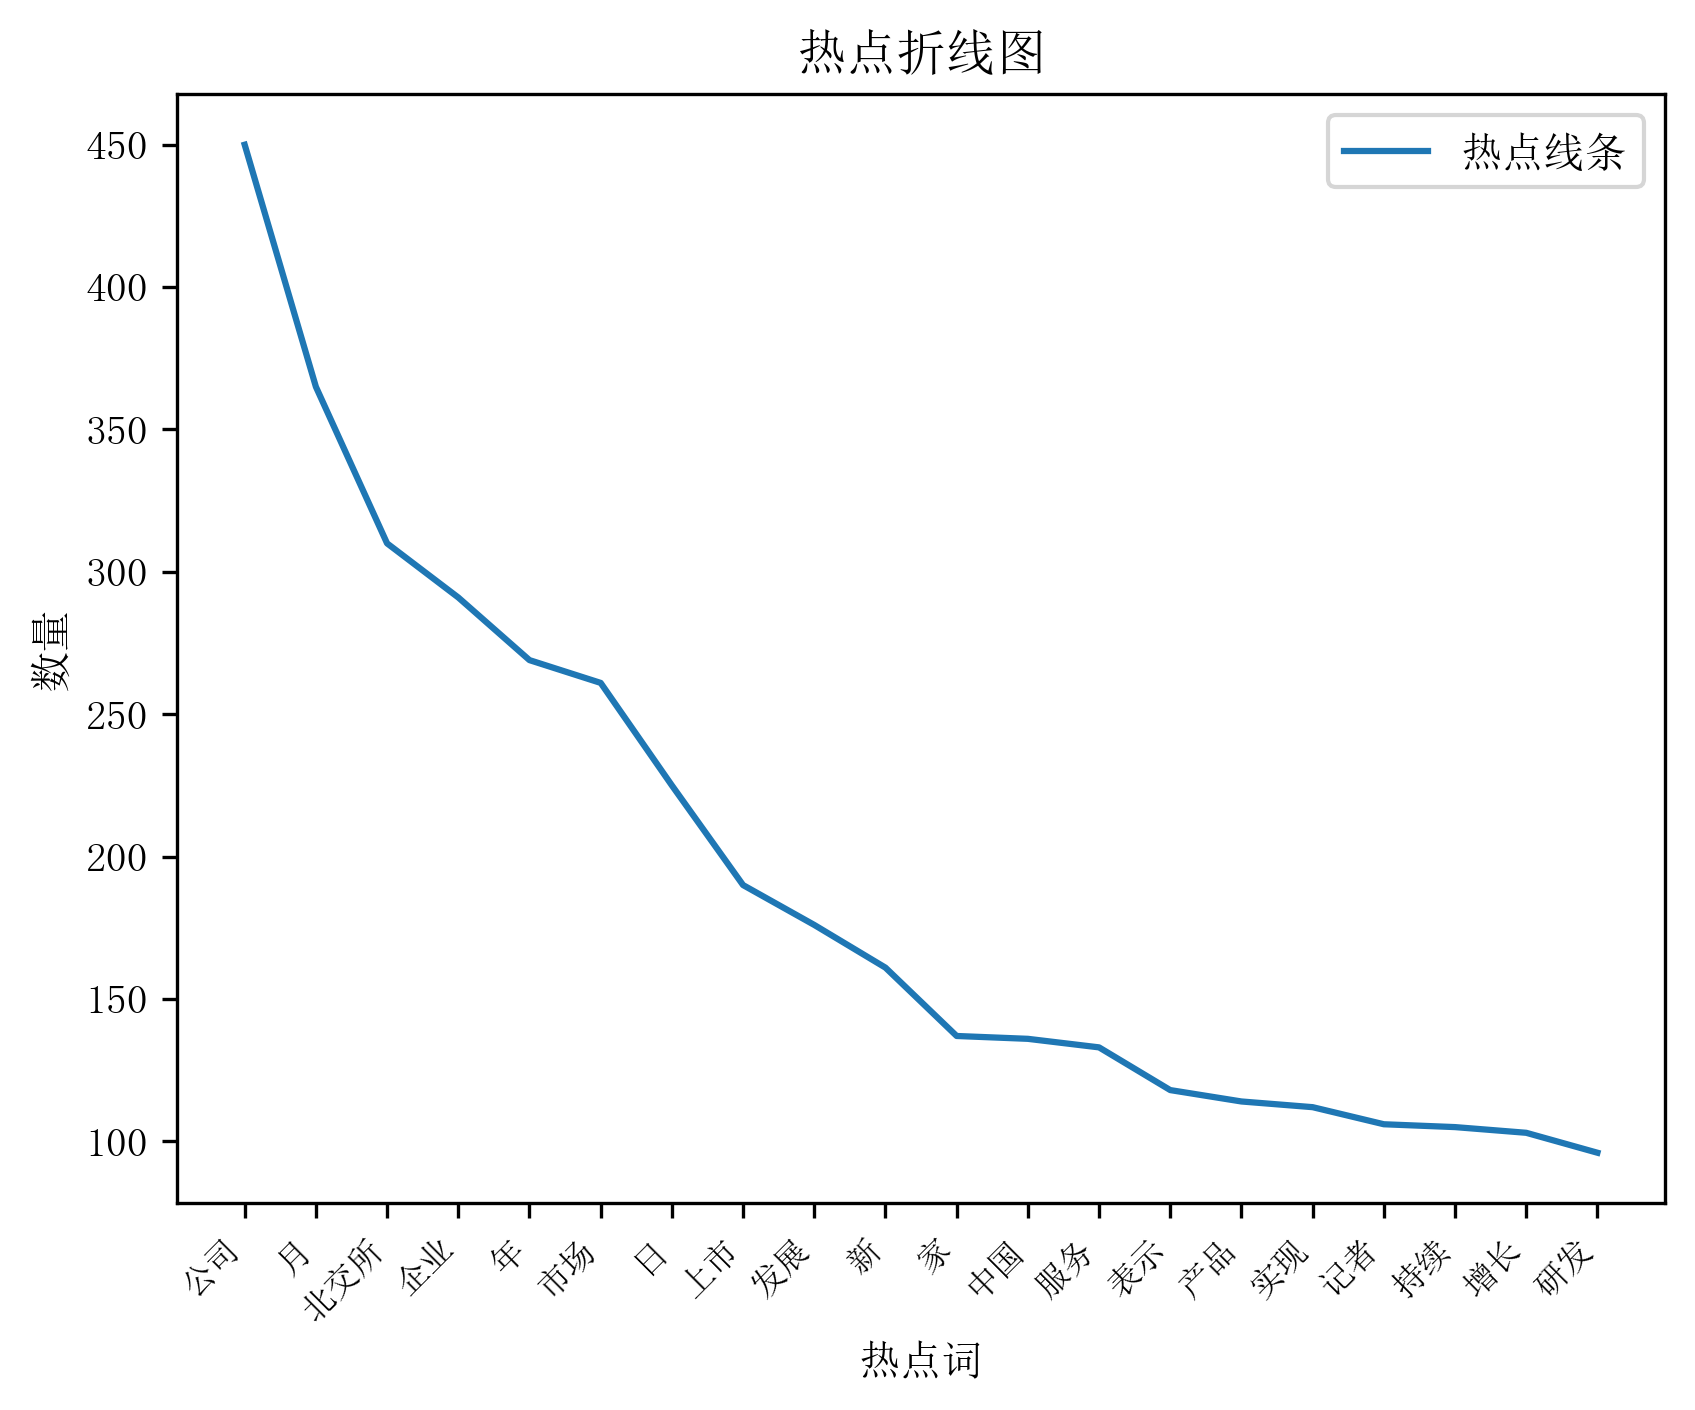 热点折线图
热点线条
450
400
350
300
250
200
150
100
数量
公司
月
北交所
企业
年
市场
日
上市
发展
新
家
中国
服务
表示
产品
实现
记者
持续
增长
研发
热点词